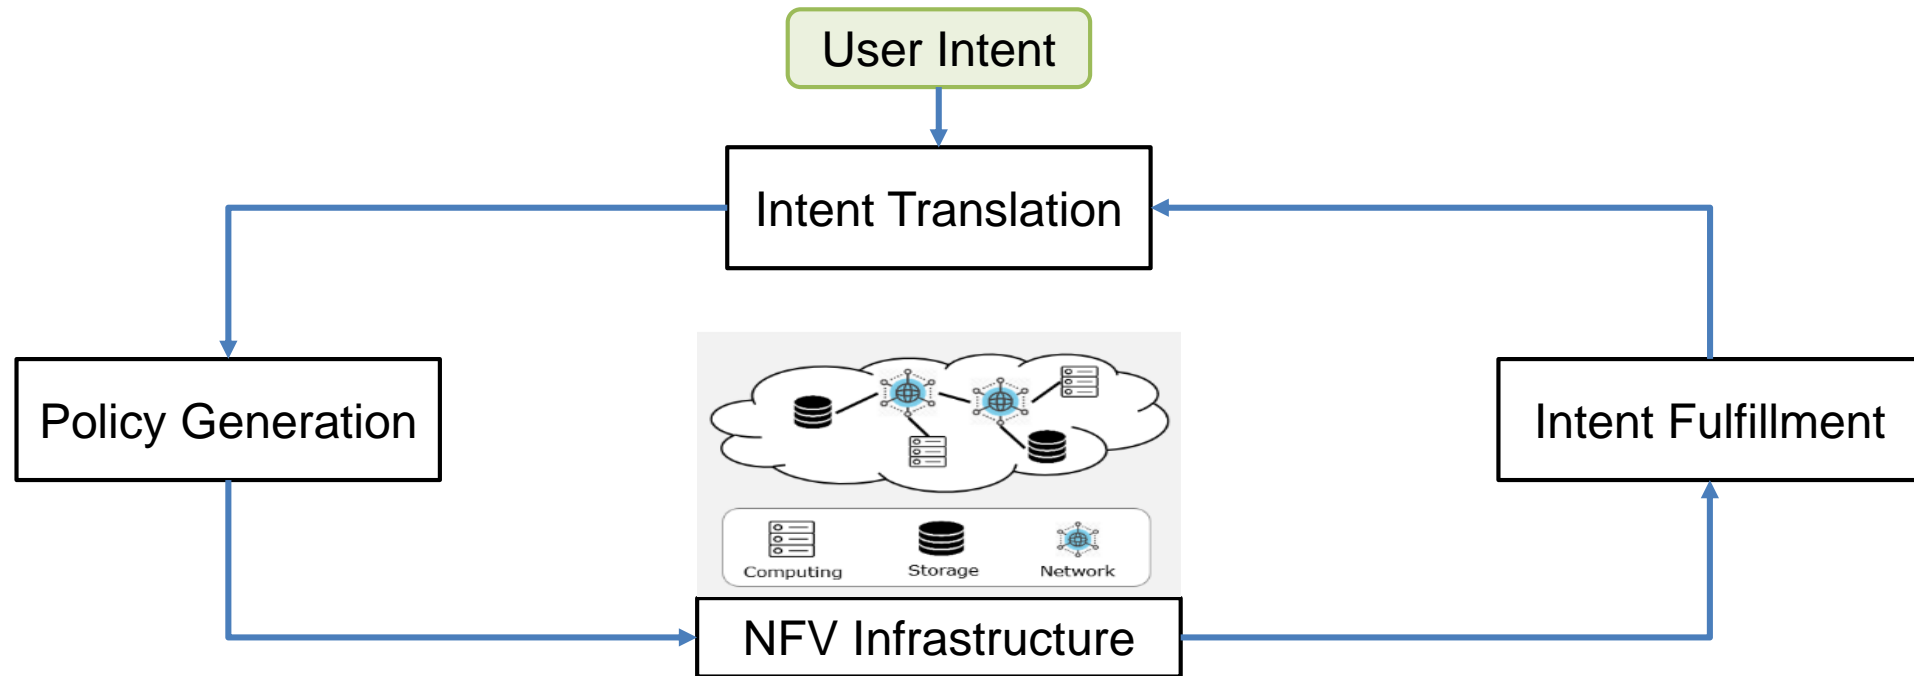 User Intent
Intent Translation
Policy Generation
Intent Fulfillment
Computing
Storage
Network
NFV Infrastructure